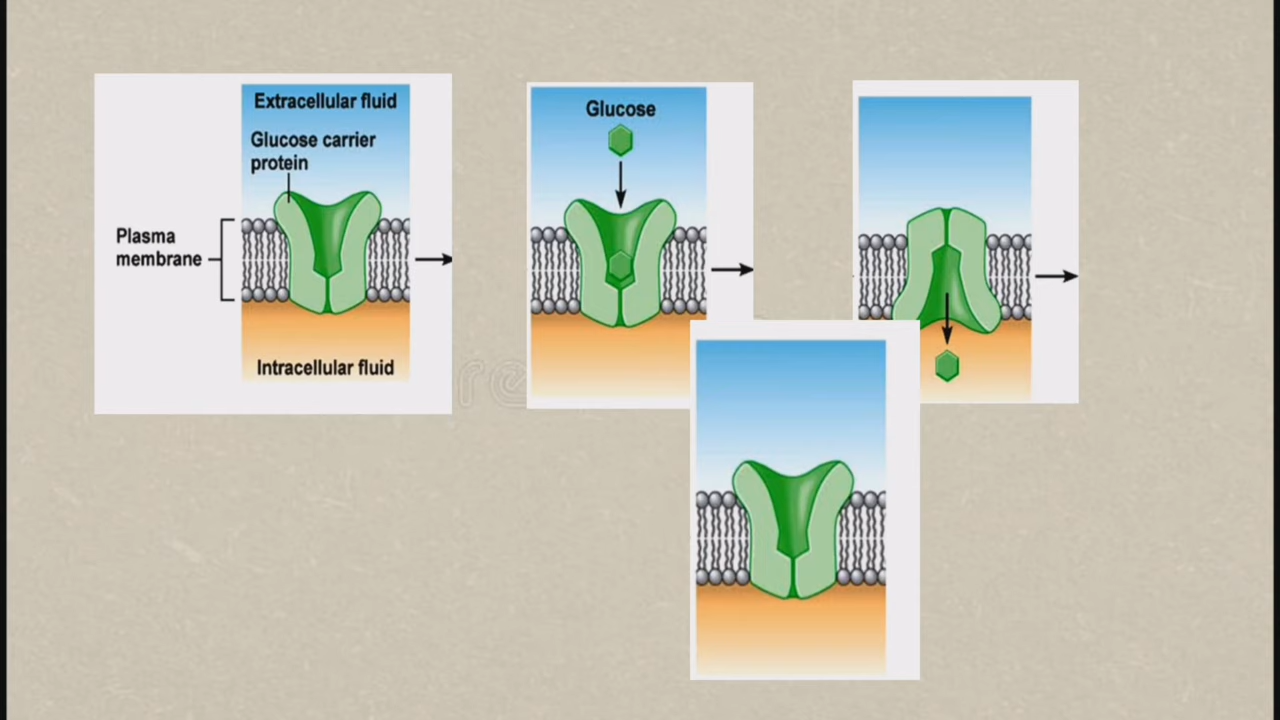 Extracellular fluid
Glucose carrier
protein
Plasma
membrane
Intracellular fluid
Glucose